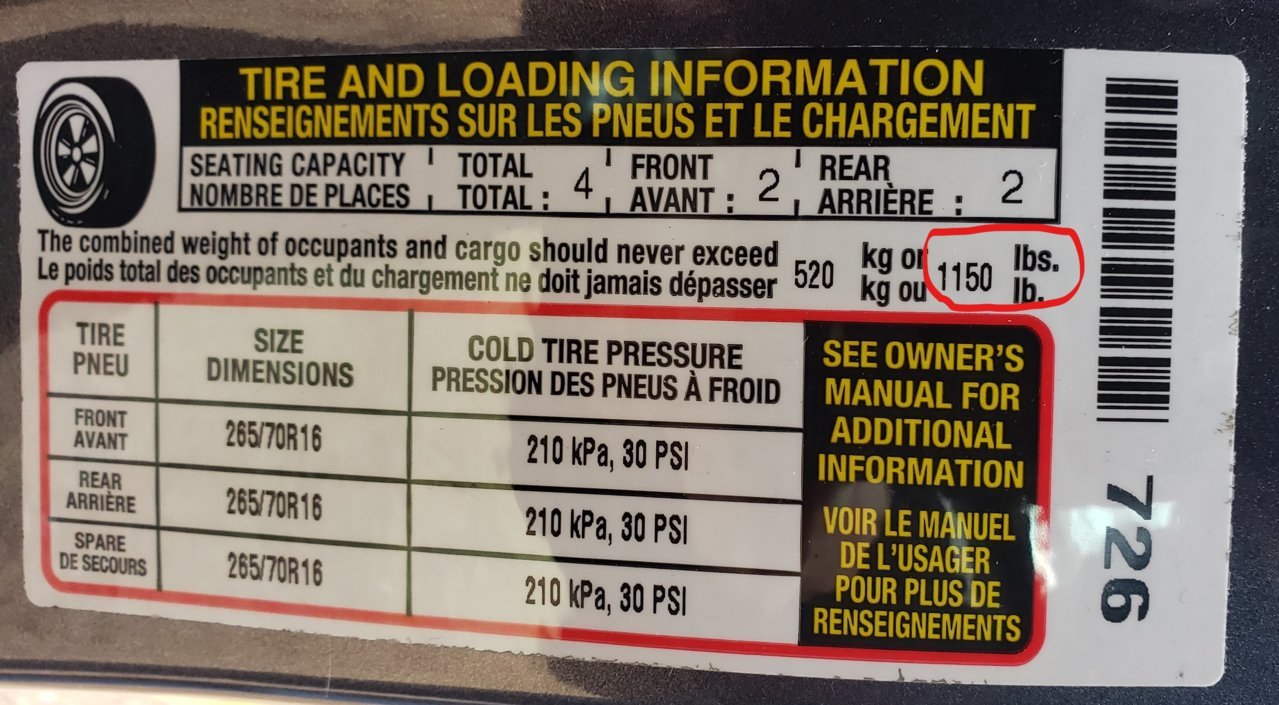 TIRE AND LOADING INFORMATION
RENSEIGNEMENTS SUR LES PNEUS ET LE CHARGEMENT
SEATING CAPACITY
NOMBRE DE PLACES
TOTAL
TOTAL : 4
FRONT
AVANT : 2
REAR
ARRIÈRE : 2
The combined weight of occupants and cargo should never exceed
Le poids total des occupants et du chargement ne doit jamais dépasser
520
kg or
kg ou
1150
lbs.
lb.
TIRE
PNEU
SIZE
DIMENSIONS
COLD TIRE PRESSURE
PRESSION DES PNEUS À FROID
FRONT
AVANT
265/70R16
210 kPa, 30 PSI
REAR
ARRIÈRE
265/70R16
210 kPa, 30 PSI
SPARE
DE SECOURS
265/70R16
210 kPa, 30 PSI
SEE OWNER'S
MANUAL FOR
ADDITIONAL
INFORMATION
VOIR LE MANUEL
DE L'USAGER
POUR PLUS DE
RENSEIGNEMENTS
726